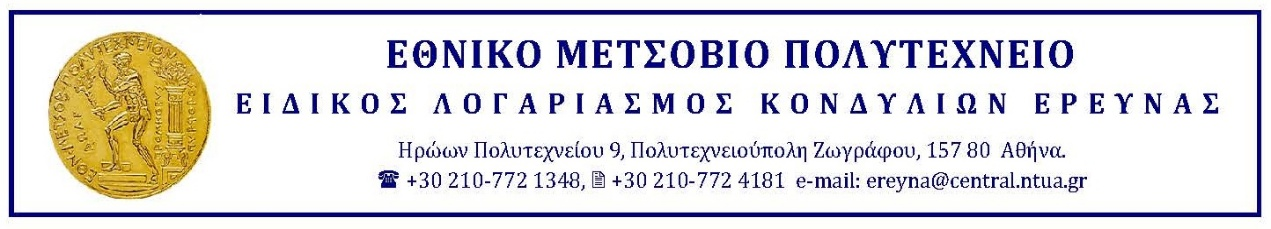 ΕΘΝΙΚΟ ΜΕΤΣΟΒΙΟ ΠΟΛΥΤΕΧΝΕΙΟ
ΕΙΔΙΚΟΣ ΛΟΓΑΡΙΑΣΜΟΣ ΚΟΝΔΥΛΙΩΝ ΕΡΕΥΝΑΣ
Ηρώων Πολυτεχνείου 9, Πολυτεχνειούπολη Ζωγράφου, 157 80 Αθήνα.
☎ +30 210-772 1348, 🖹 +30 210-772 4181 e-mail: ereyna@central.ntua.gr